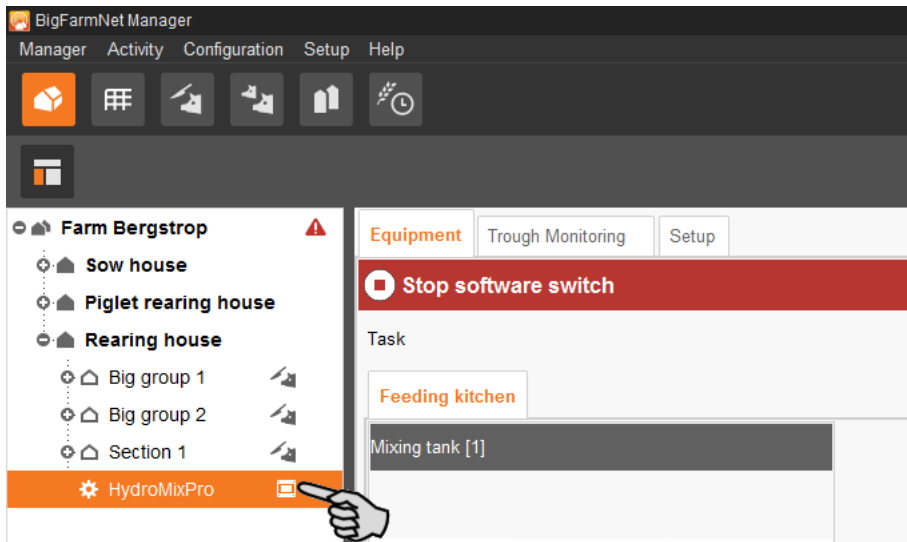 BigFarmNet Manager
Manager Activity Configuration Setup Help
Farm Bergstrop
Sow house
Piglet rearing house
Rearing house
Big group 1
Big group 2
Section 1
HydroMixPro
Equipment Trough Monitoring Setup
Stop software switch
Task
Feeding kitchen
Mixing tank [1]